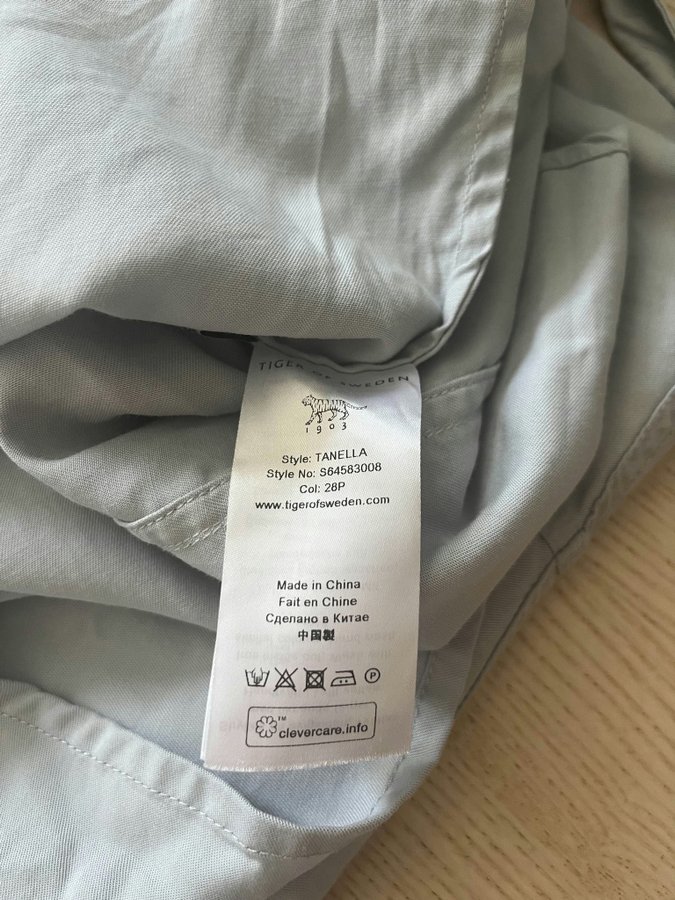 TIGER OF SWEDEN
1903
Style: TANELLA
Style No: S64583008
Col: 28P
www.tigerofsweden.com
Made in China
Fait en Chine
Сделано в Китае
中国製
P
™
clevercare.info